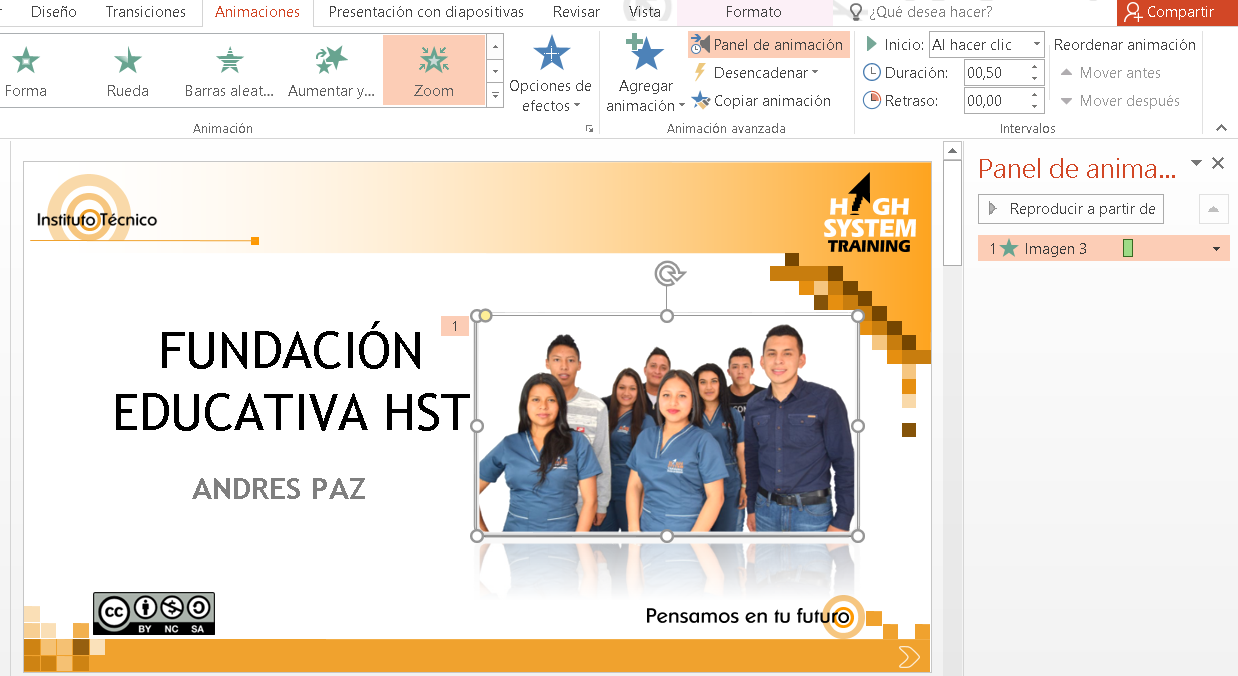 Diseño Transiciones Animaciones Presentación con diapositivas Revisar Vista Formato ¿Qué desea hacer? Compartir
Forma Rueda Barras aleat... Aumentar y... Zoom
Opciones de
efectos
Agregar
animación
Panel de animación
Desencadenar
Copiar animación
Inicio: Al hacer clic
Duración: 00,50
Retraso: 00,00
Reordenar animación
Mover antes
Mover después
Animación Animación avanzada Intervalos
Panel de anima...
Reproducir a partir de
1 Imagen 3
Instituto Técnico
HIGH
SYSTEM
TRAINING
1
FUNDACIÓN
EDUCATIVA HST
ANDRES PAZ
cc
BY NC SA
Pensamos en tu futuro